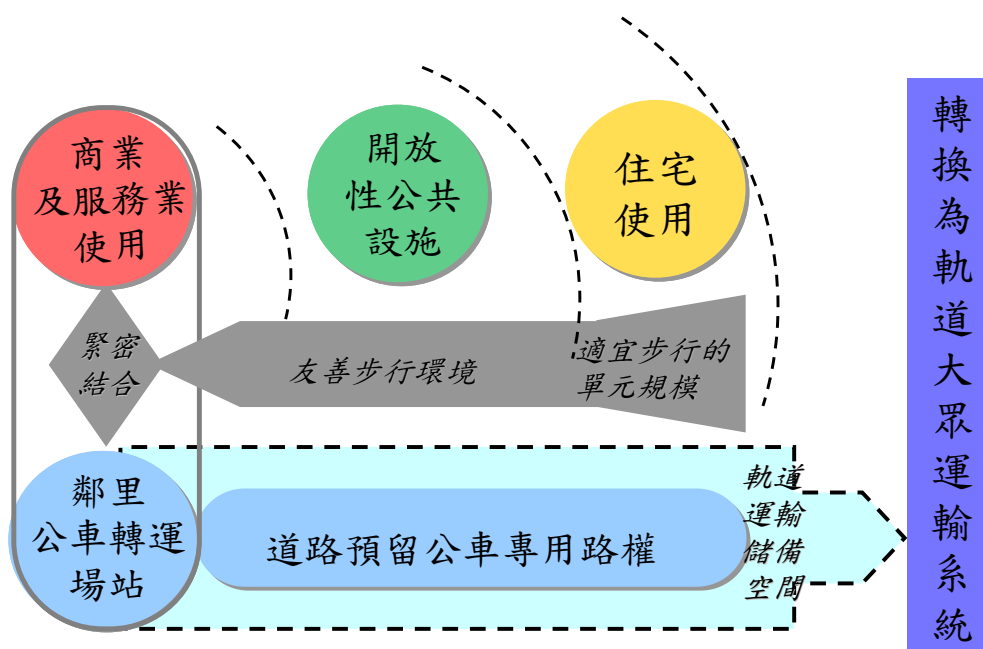 商業
及服務業
使用
開放
性公共
設施
住宅
使用
緊密
結合
友善步行環境
適宜步行的
單元規模
鄰里
公車轉運
場站
道路預留公車專用路權
軌道
運輸
儲備
空間
轉換為軌道大眾運輸系統